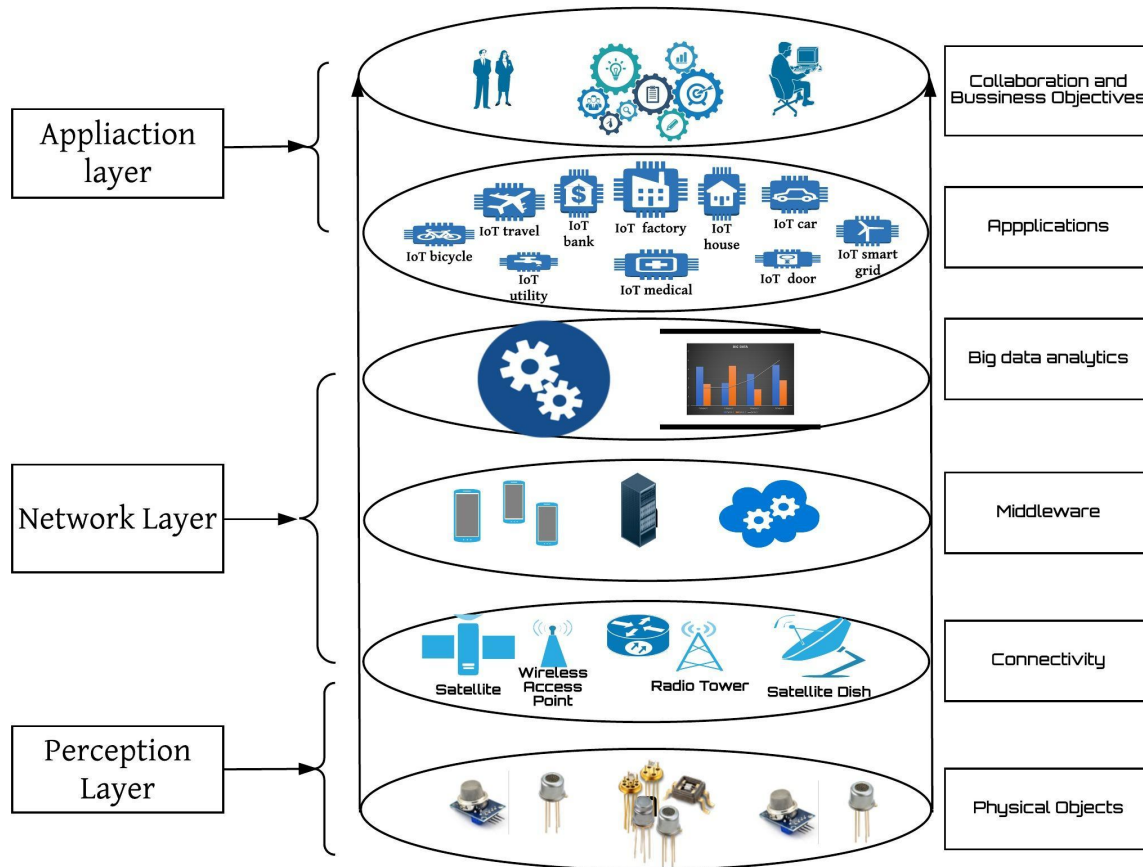 Appliaction
layer
Network Layer
Perception
Layer
IoT travel
IoT
bank
IoT factory
IoT
house
IoT car
IoT bicycle
IoT smart
grid
IoT
utility
IoT medical
IoT door
BIG DATA
Satellite
Wireless
Access
Point
Radio Tower
Satellite Dish
Collaboration and
Bussiness Objectives
Appplications
Big data analytics
Middleware
Connectivity
Physical Objects